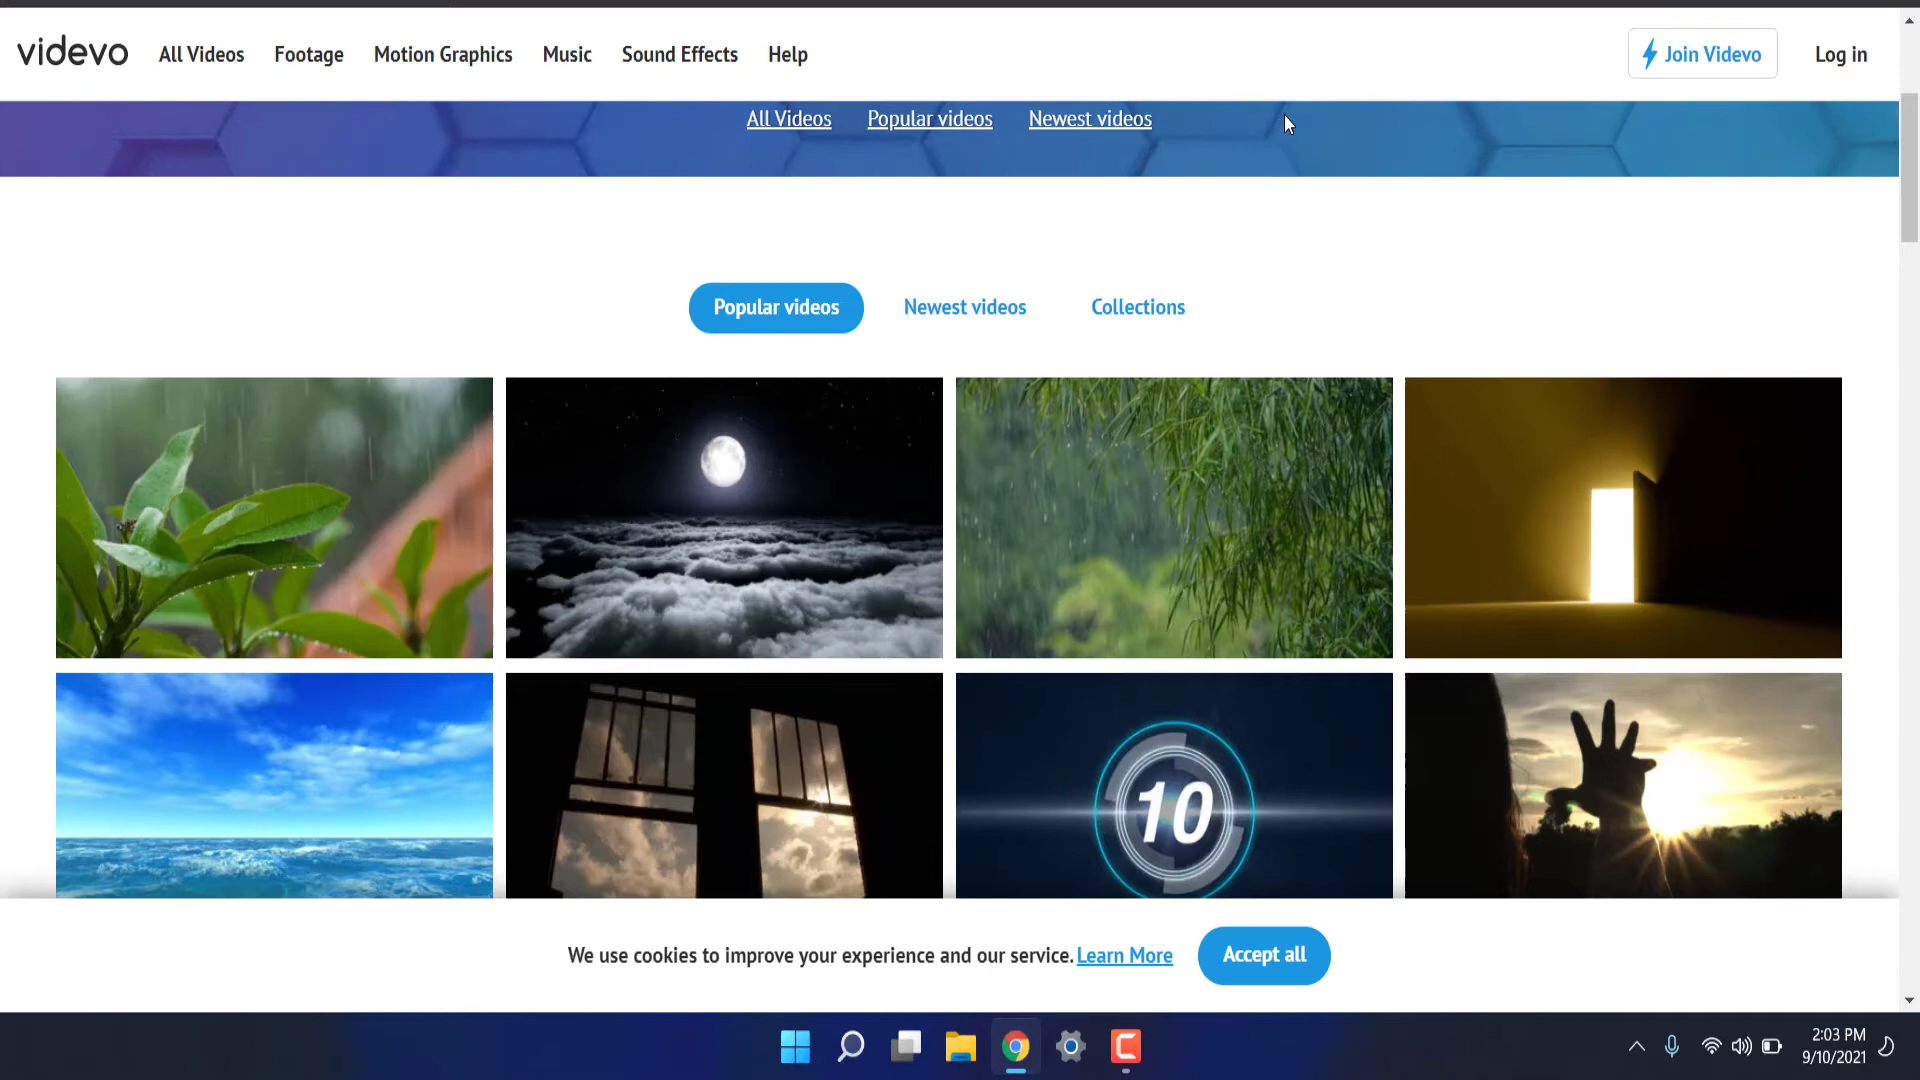 videvo
All Videos Footage Motion Graphics Music Sound Effects Help
Join Videvo
Log in
All Videos Popular videos Newest videos
Popular videos Newest videos Collections
10
We use cookies to improve your experience and our service. Learn More
Accept all
2:03 PM
9/10/2021